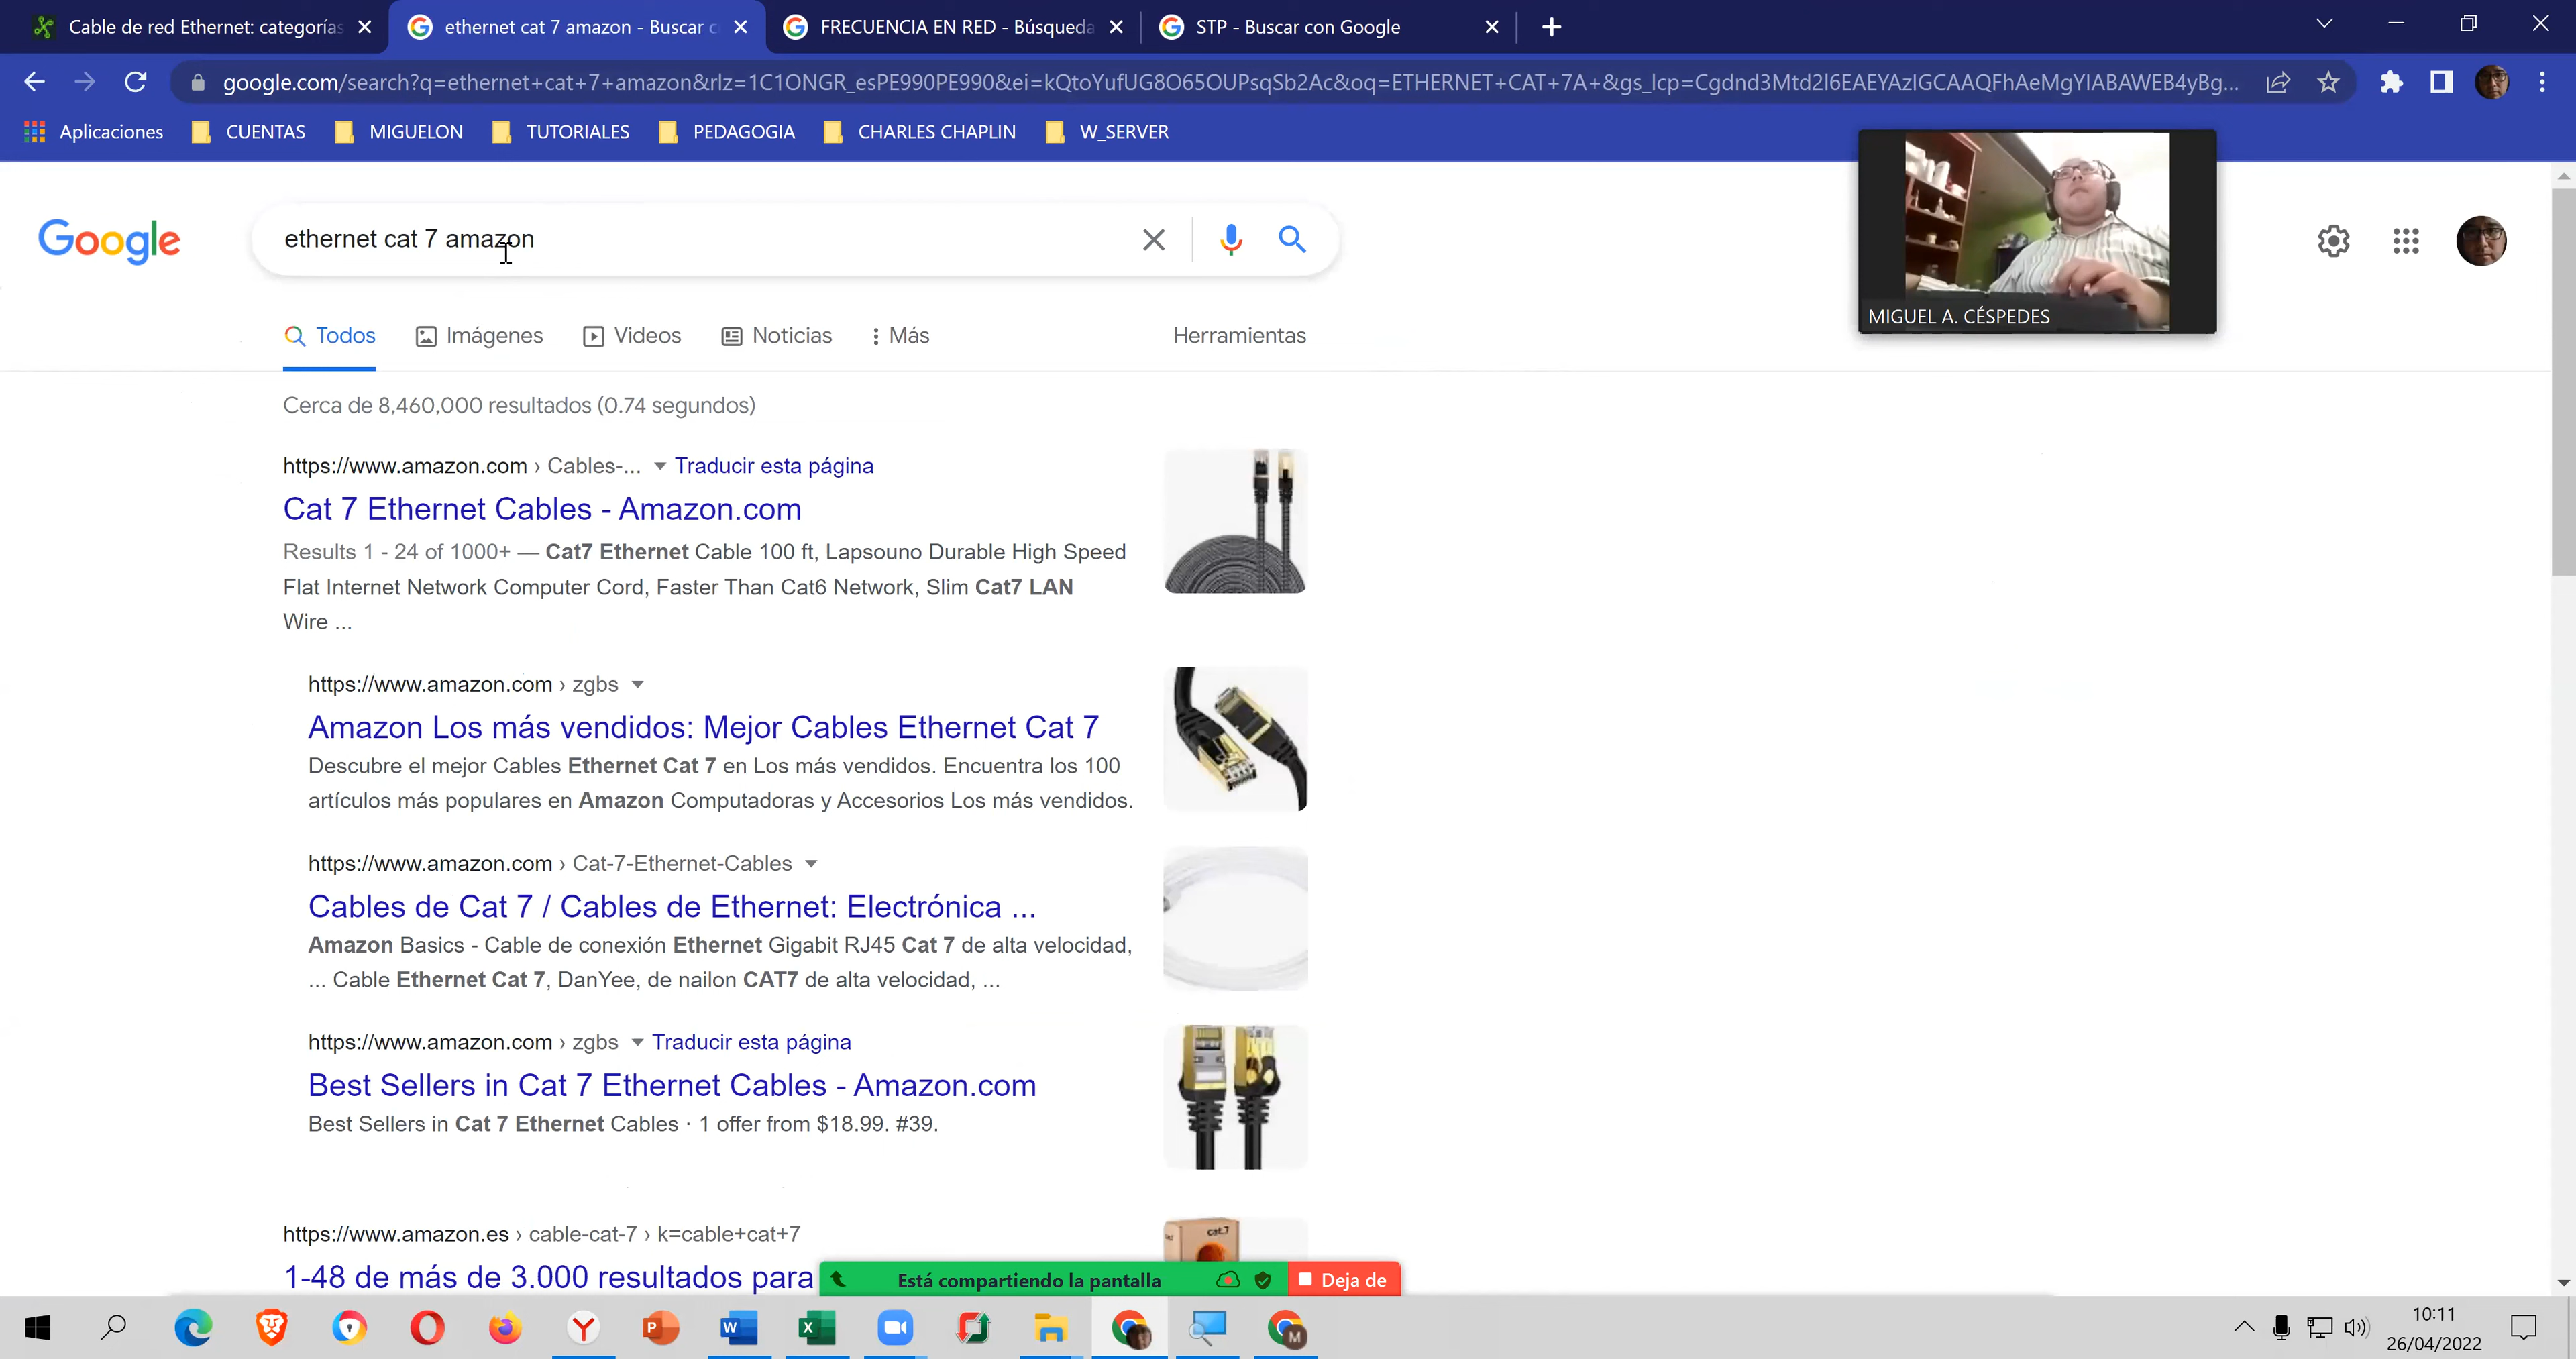 Cable de red Ethernet: categorías
ethernet cat 7 amazon - Buscar c
FRECUENCIA EN RED - Búsqueda
STP - Buscar con Google
google.com/search?q=ethernet+cat+7+amazon&rlz=1C1ONGR_esPE990PE990&ei=kQtoYufUG8O65OUPsqSb2Ac&oq=ETHERNET+CAT+7A+&gs_lcp=Cgdnd3Mtd2l6EAEYAzIGCAAQFhAeMgYIABAWEB4yBg...
Aplicaciones
CUENTAS
MIGUELON
TUTORIALES
PEDAGOGIA
CHARLES CHAPLIN
W_SERVER
Google
ethernet cat 7 amazon
MIGUEL A. CÉSPEDES
Todos
Imágenes
Videos
Noticias
Más
Herramientas
Cerca de 8,460,000 resultados (0.74 segundos)
https://www.amazon.com › Cables-... Traducir esta página
Cat 7 Ethernet Cables - Amazon.com
Results 1 - 24 of 1000+ — Cat7 Ethernet Cable 100 ft, Lapsouno Durable High Speed
Flat Internet Network Computer Cord, Faster Than Cat6 Network, Slim Cat7 LAN
Wire ...
https://www.amazon.com › zgbs
Amazon Los más vendidos: Mejor Cables Ethernet Cat 7
Descubre el mejor Cables Ethernet Cat 7 en Los más vendidos. Encuentra los 100
artículos más populares en Amazon Computadoras y Accesorios Los más vendidos.
https://www.amazon.com › Cat-7-Ethernet-Cables
Cables de Cat 7 / Cables de Ethernet: Electrónica ...
Amazon Basics - Cable de conexión Ethernet Gigabit RJ45 Cat 7 de alta velocidad,
... Cable Ethernet Cat 7, DanYee, de nailon CAT7 de alta velocidad, ...
https://www.amazon.com › zgbs Traducir esta página
Best Sellers in Cat 7 Ethernet Cables - Amazon.com
Best Sellers in Cat 7 Ethernet Cables · 1 offer from $18.99. #39.
https://www.amazon.es › cable-cat-7 › k=cable+cat+7
cat.7
1-48 de más de 3.000 resultados para
Está compartiendo la pantalla
Deja de
10:11
26/04/2022